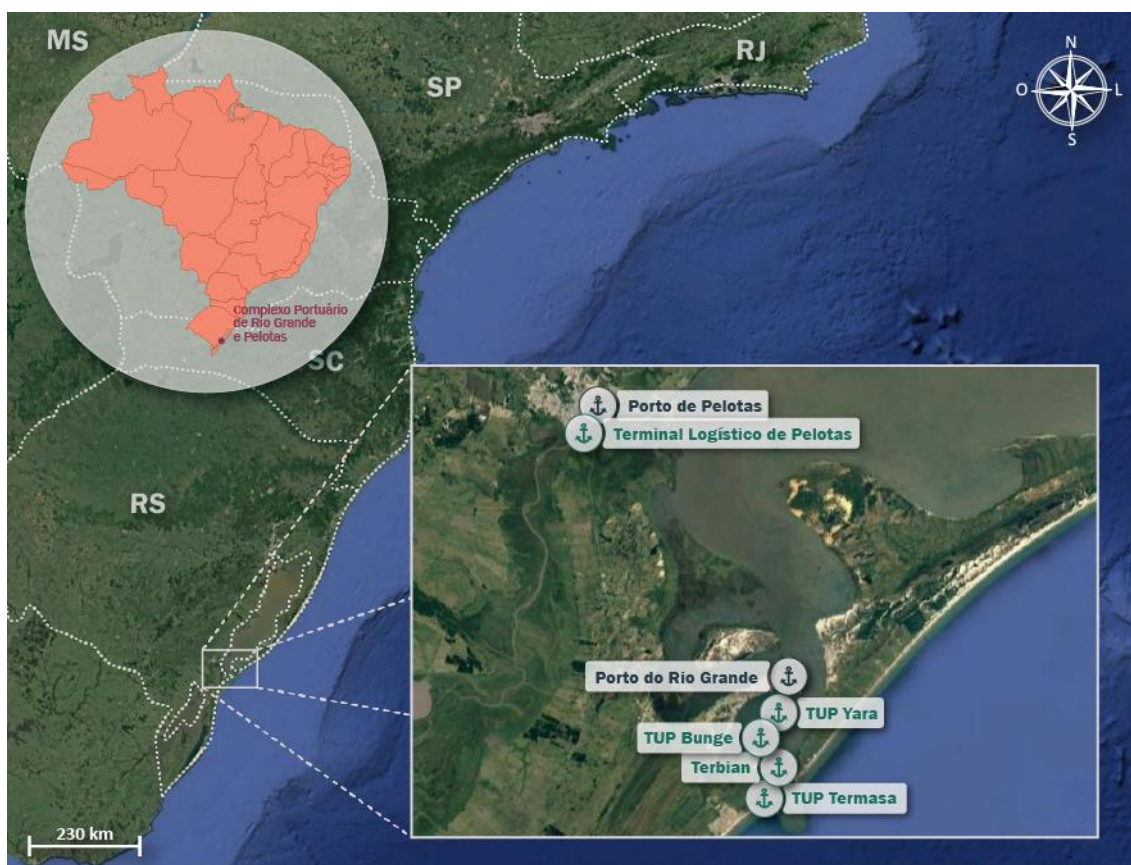 MS
SP
RJ
N
O
L
S
Complexo Portuário
de Rio Grande
e Pelotas
SC
RS
Porto de Pelotas
Terminal Logístico de Pelotas
Porto do Rio Grande
TUP Yara
TUP Bunge
Terbian
TUP Termasa
230 km